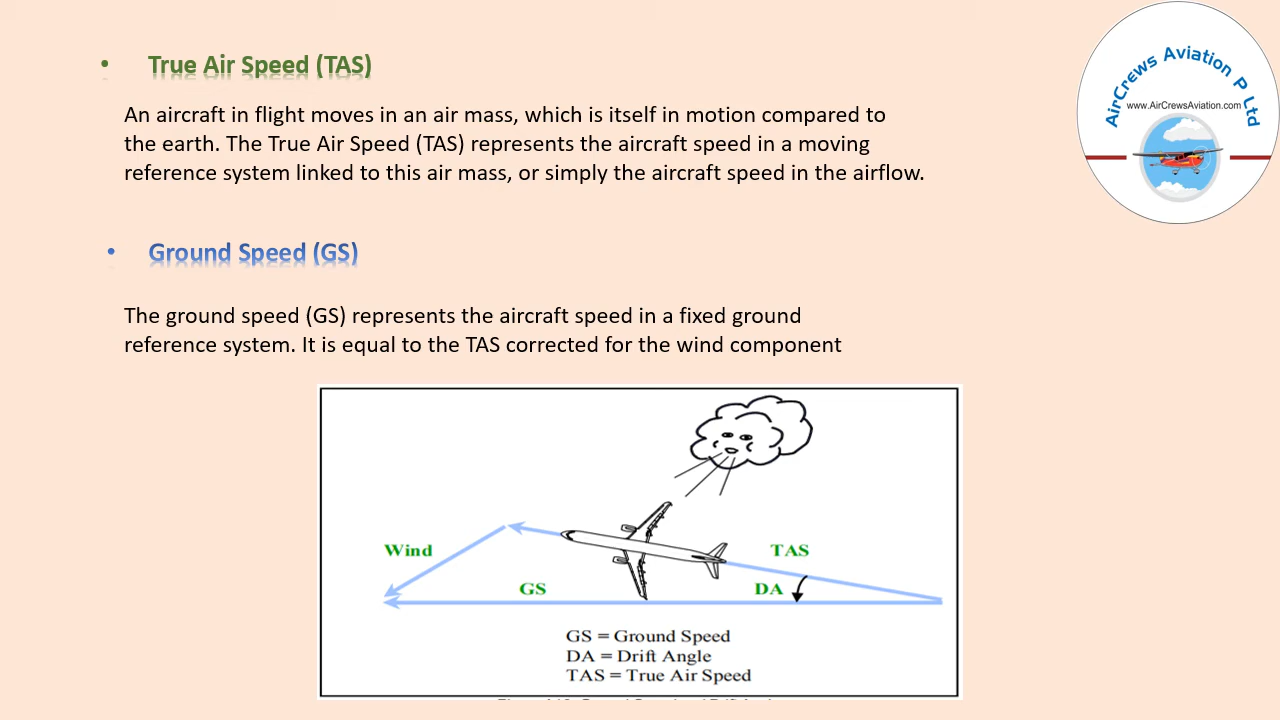 • True Air Speed (TAS)
An aircraft in flight moves in an air mass, which is itself in motion compared to
the earth. The True Air Speed (TAS) represents the aircraft speed in a moving
reference system linked to this air mass, or simply the aircraft speed in the airflow.
AirCrews Aviation P Ltd
www.AirCrewsAviation.com
• Ground Speed (GS)
The ground speed (GS) represents the aircraft speed in a fixed ground
reference system. It is equal to the TAS corrected for the wind component
Wind
TAS
GS
DA
GS = Ground Speed
DA = Drift Angle
TAS = True Air Speed